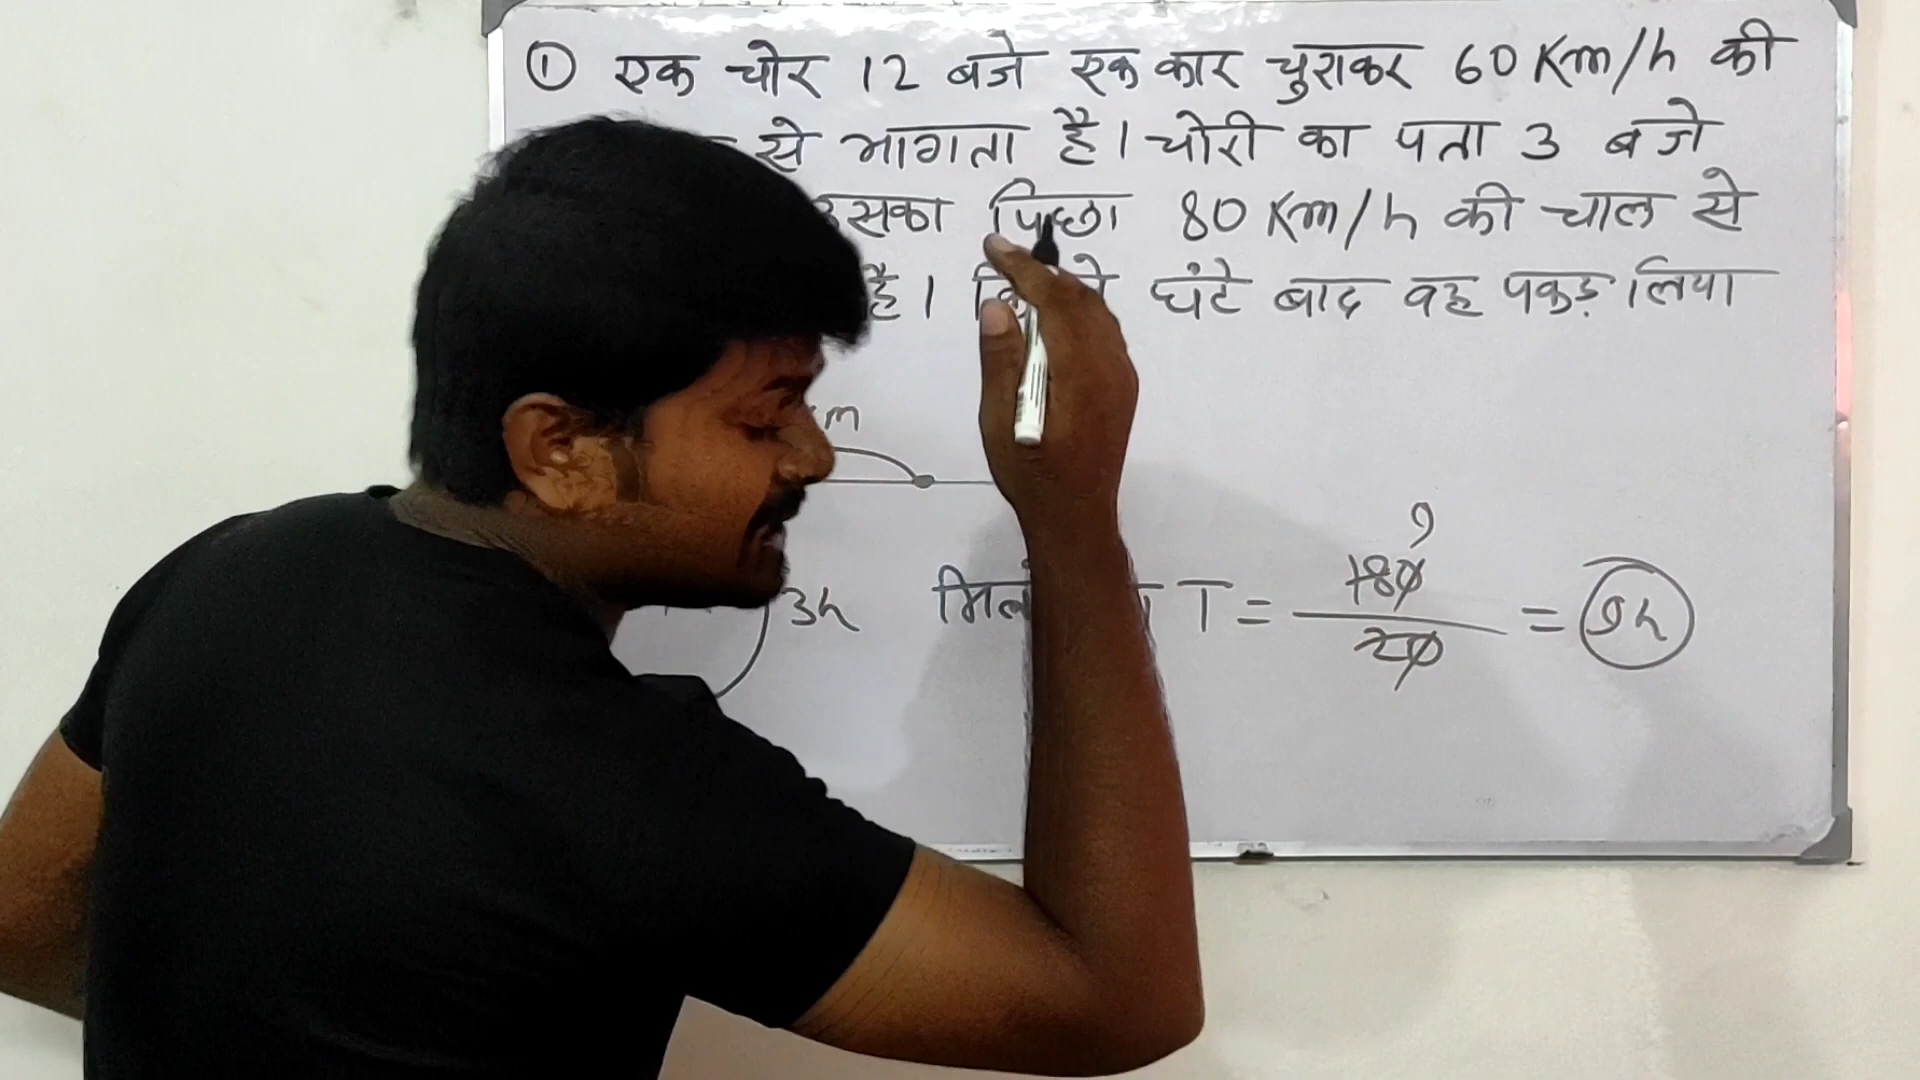 ① एक चोर 12 बजे एक कार चुराकर 60 Km/h की
से भागता है। चोरी का पता 3 बजे
उसका पिछा 80 Km/h की चाल से
है। घंटे बाद वह पकड़ लिया
m
9
3h T = 180 / 20 = 9h